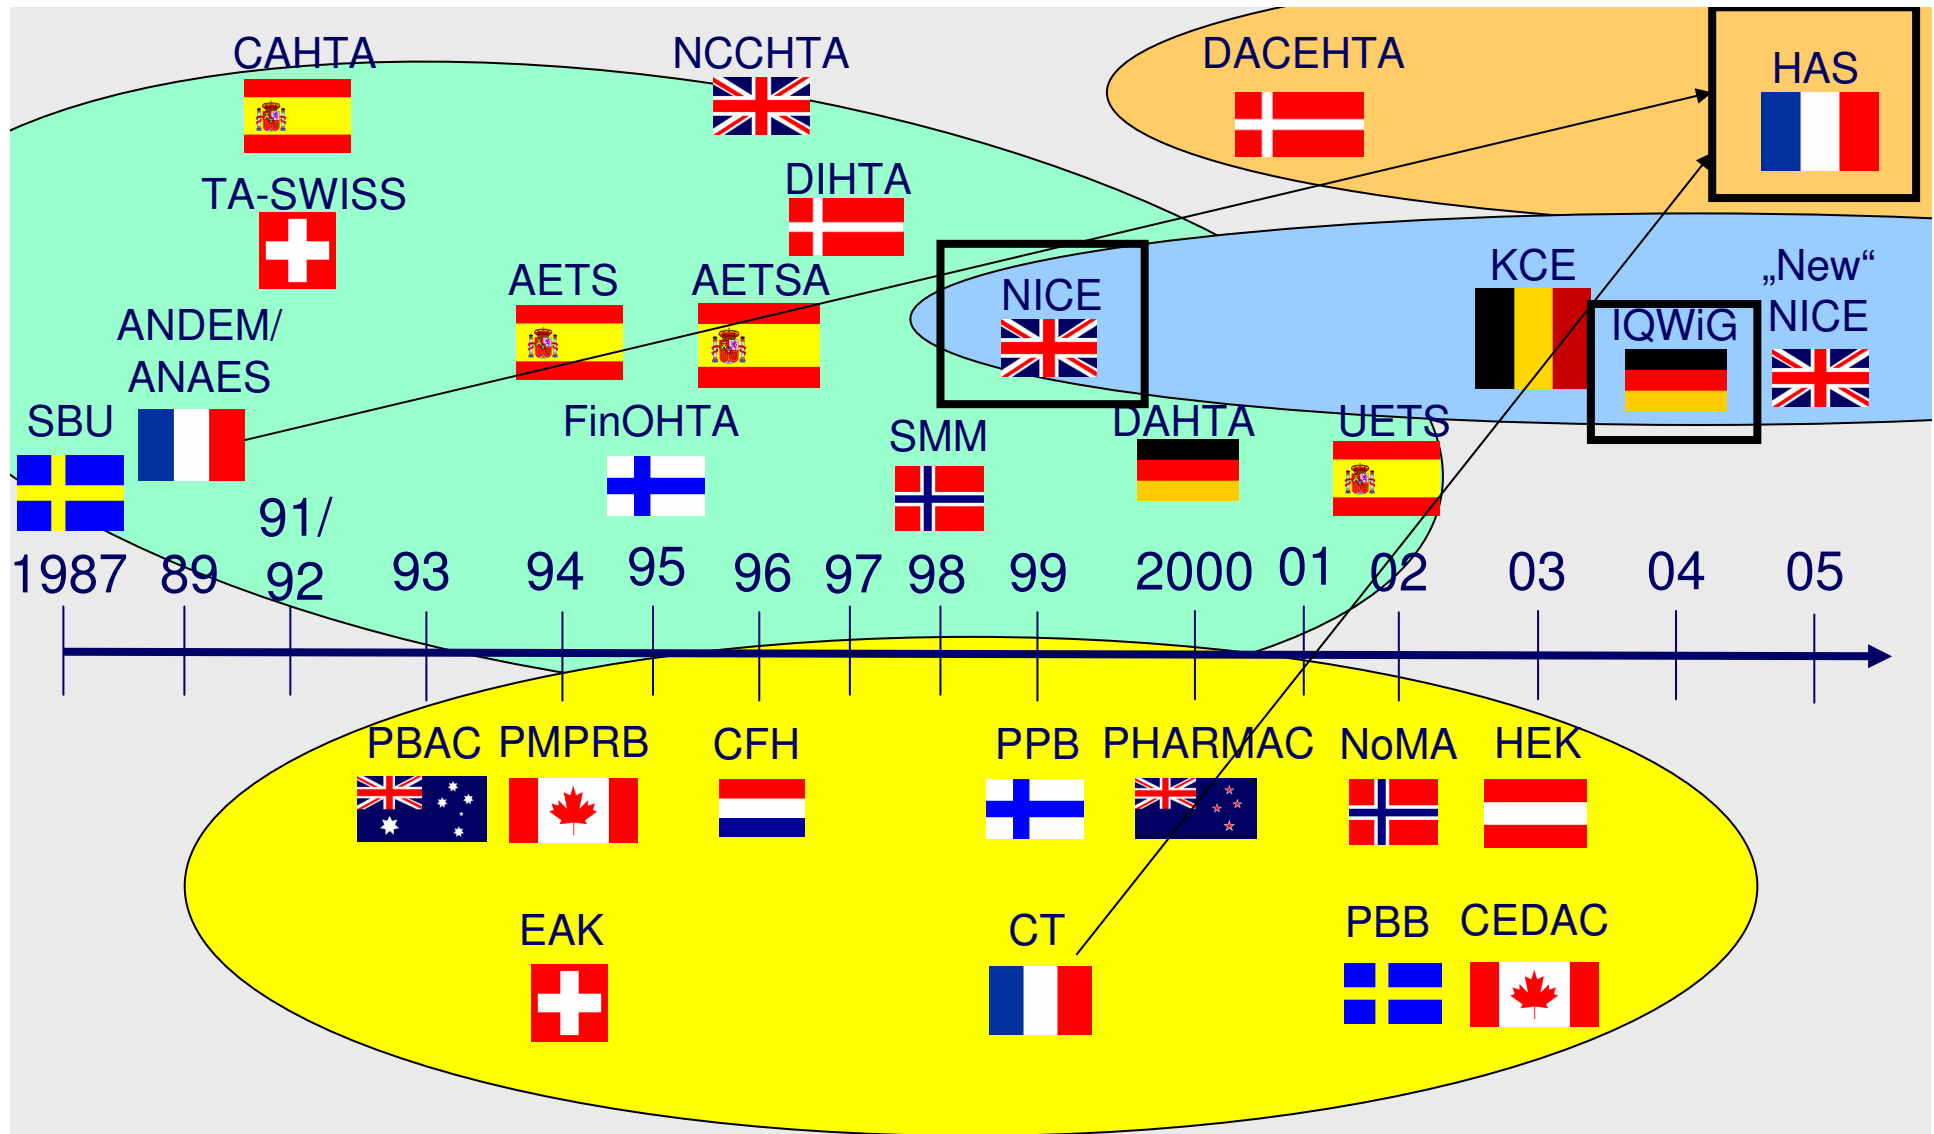 CAHTA
NCCHTA
DACEHTA
HAS
TA-SWISS
DIHTA
AETS
AETSA
NICE
KCE
„New“
NICE
IQWiG
ANDEM/
ANAES
SBU
FinOHTA
SMM
DAHTA
UETS
1987
89
91/
92
93
94
95
96
97
98
99
2000
01
02
03
04
05
PBAC
PMPRB
CFH
PPB
PHARMAC
NoMA
HEK
EAK
CT
PBB
CEDAC